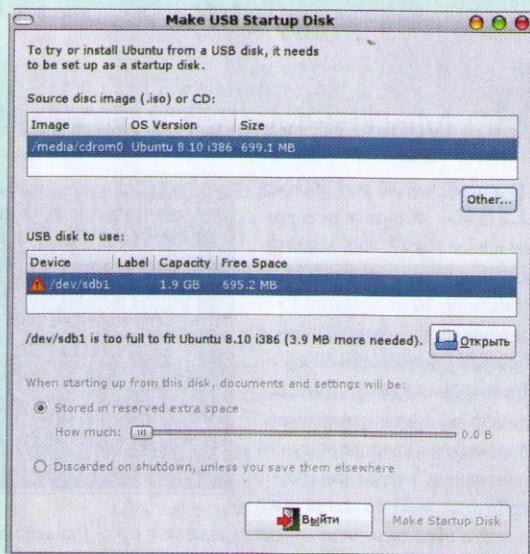 Make USB Startup Disk
To try or install Ubuntu from a USB disk, it needs
to be set up as a startup disk.
Source disc image (.iso) or CD:
Image OS Version Size
/media/cdrom0 Ubuntu 8.10 i386 699.1 MB
Other...
USB disk to use:
Device Label Capacity Free Space
/dev/sdb1 1.9 GB 695.2 MB
/dev/sdb1 is too full to fit Ubuntu 8.10 i386 (3.9 MB more needed).
Открыть
When starting up from this disk, documents and settings will be:
Stored in reserved extra space
How much: 0.0 B
Discarded on shutdown, unless you save them elsewhere
Выйти
Make Startup Disk